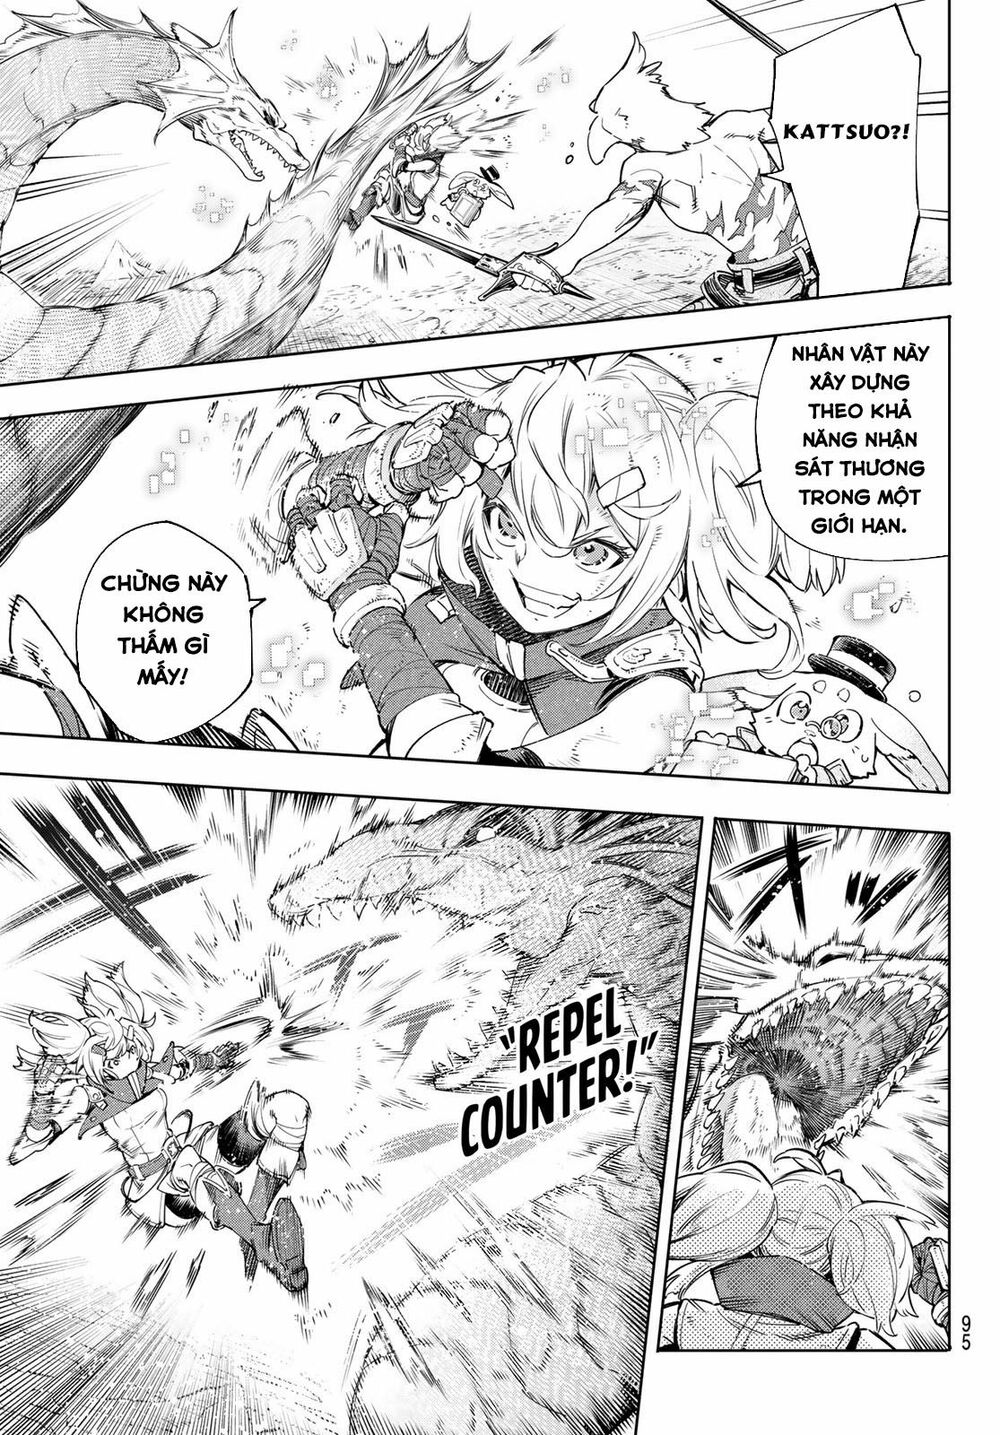 KATTSUO?!
NHÂN VẬT NÀY
XÂY DỰNG
THEO KHẢ
NĂNG NHẬN
SÁT THƯƠNG
TRONG MỘT
GIỚI HẠN.
CHỪNG NÀY
KHÔNG
THẤM GÌ
MẤY!
"REPEL
COUNTER!"
95